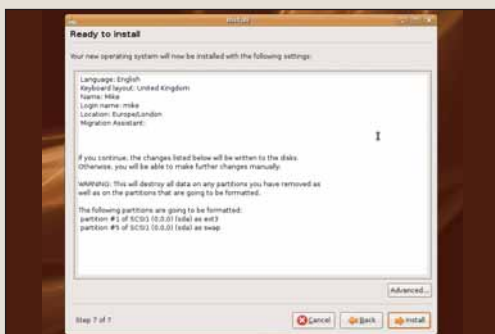 Install
Ready to install
Your new operating system will now be installed with the following settings:
Language: English
Keyboard layout: United Kingdom
Name: Mike
Login name: mike
Location: Europe/London
Migration Assistant:
If you continue, the changes listed below will be written to the disks.
Otherwise, you will be able to make further changes manually.
WARNING: This will destroy all data on any partitions you have removed as
well as on the partitions that are going to be formatted.
The following partitions are going to be formatted:
partition #1 of SCSI1 (0,0,0) (sda) as ext3
partition #5 of SCSI1 (0,0,0) (sda) as swap
Advanced...
Step 7 of 7
Cancel
Back
Install